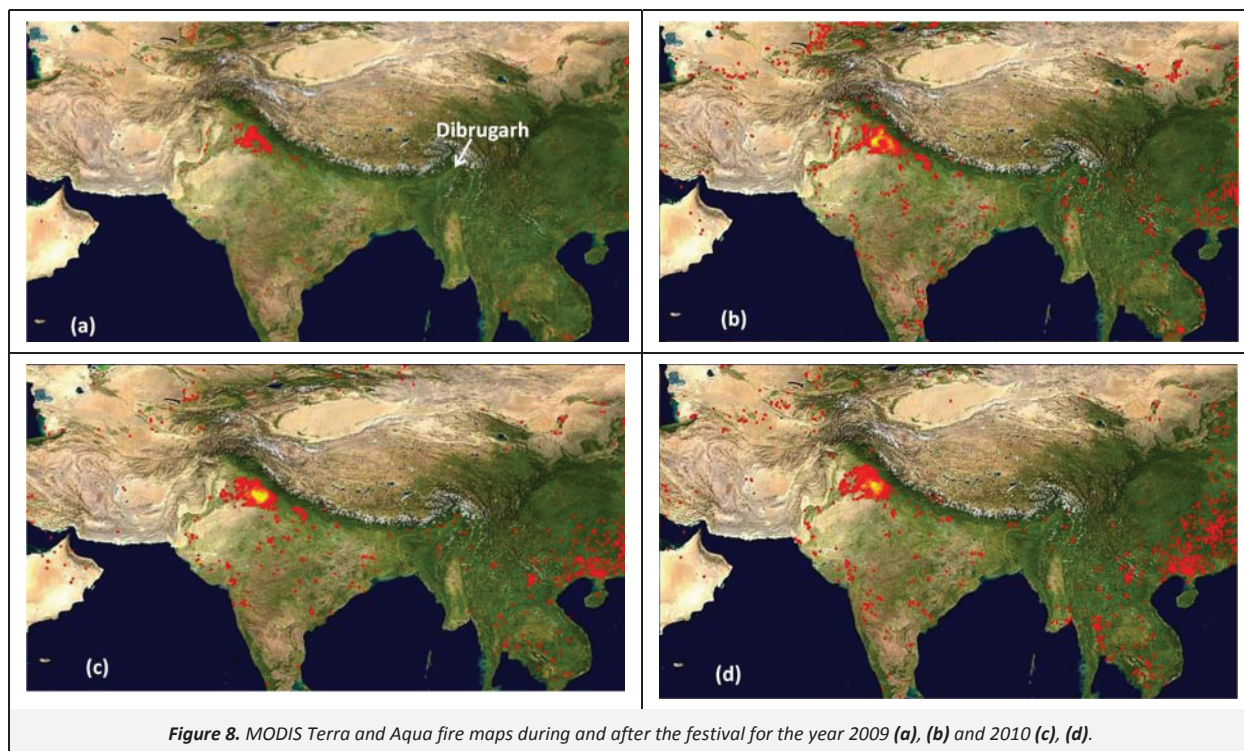 Dibrugarh
(a)
(b)
(c)
(d)
Figure 8. MODIS Terra and Aqua fire maps during and after the festival for the year 2009 (a), (b) and 2010 (c), (d).